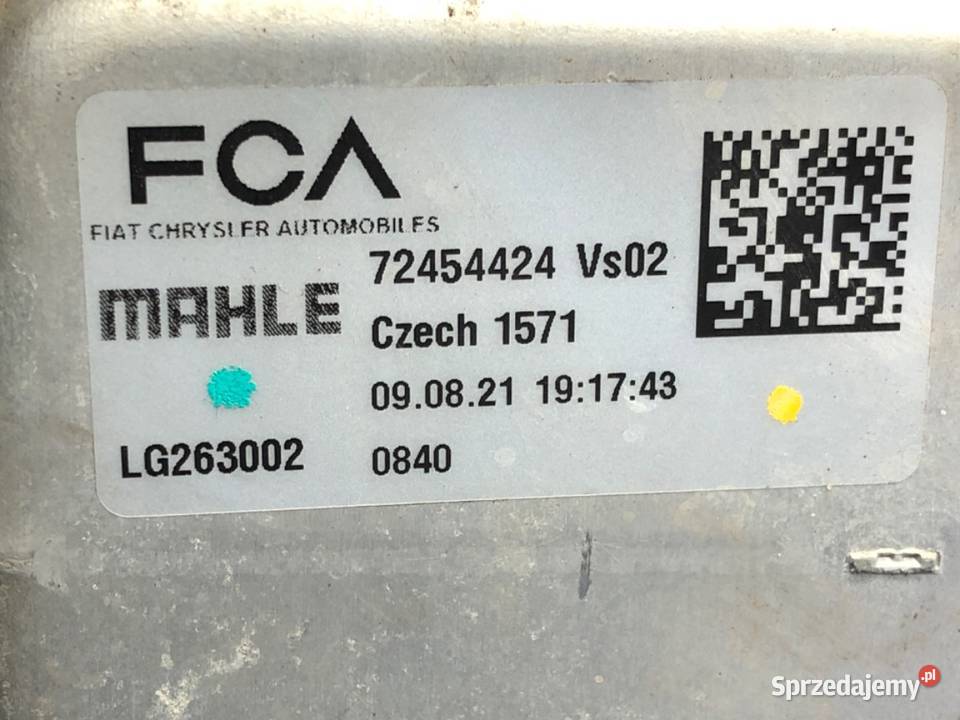 FCA
FIAT CHRYSLER AUTOMOBILES
72454424 Vs02
MAHLE
Czech 1571
09.08.21 19:17:43
LG263002 0840
Sprzedajemy.pl